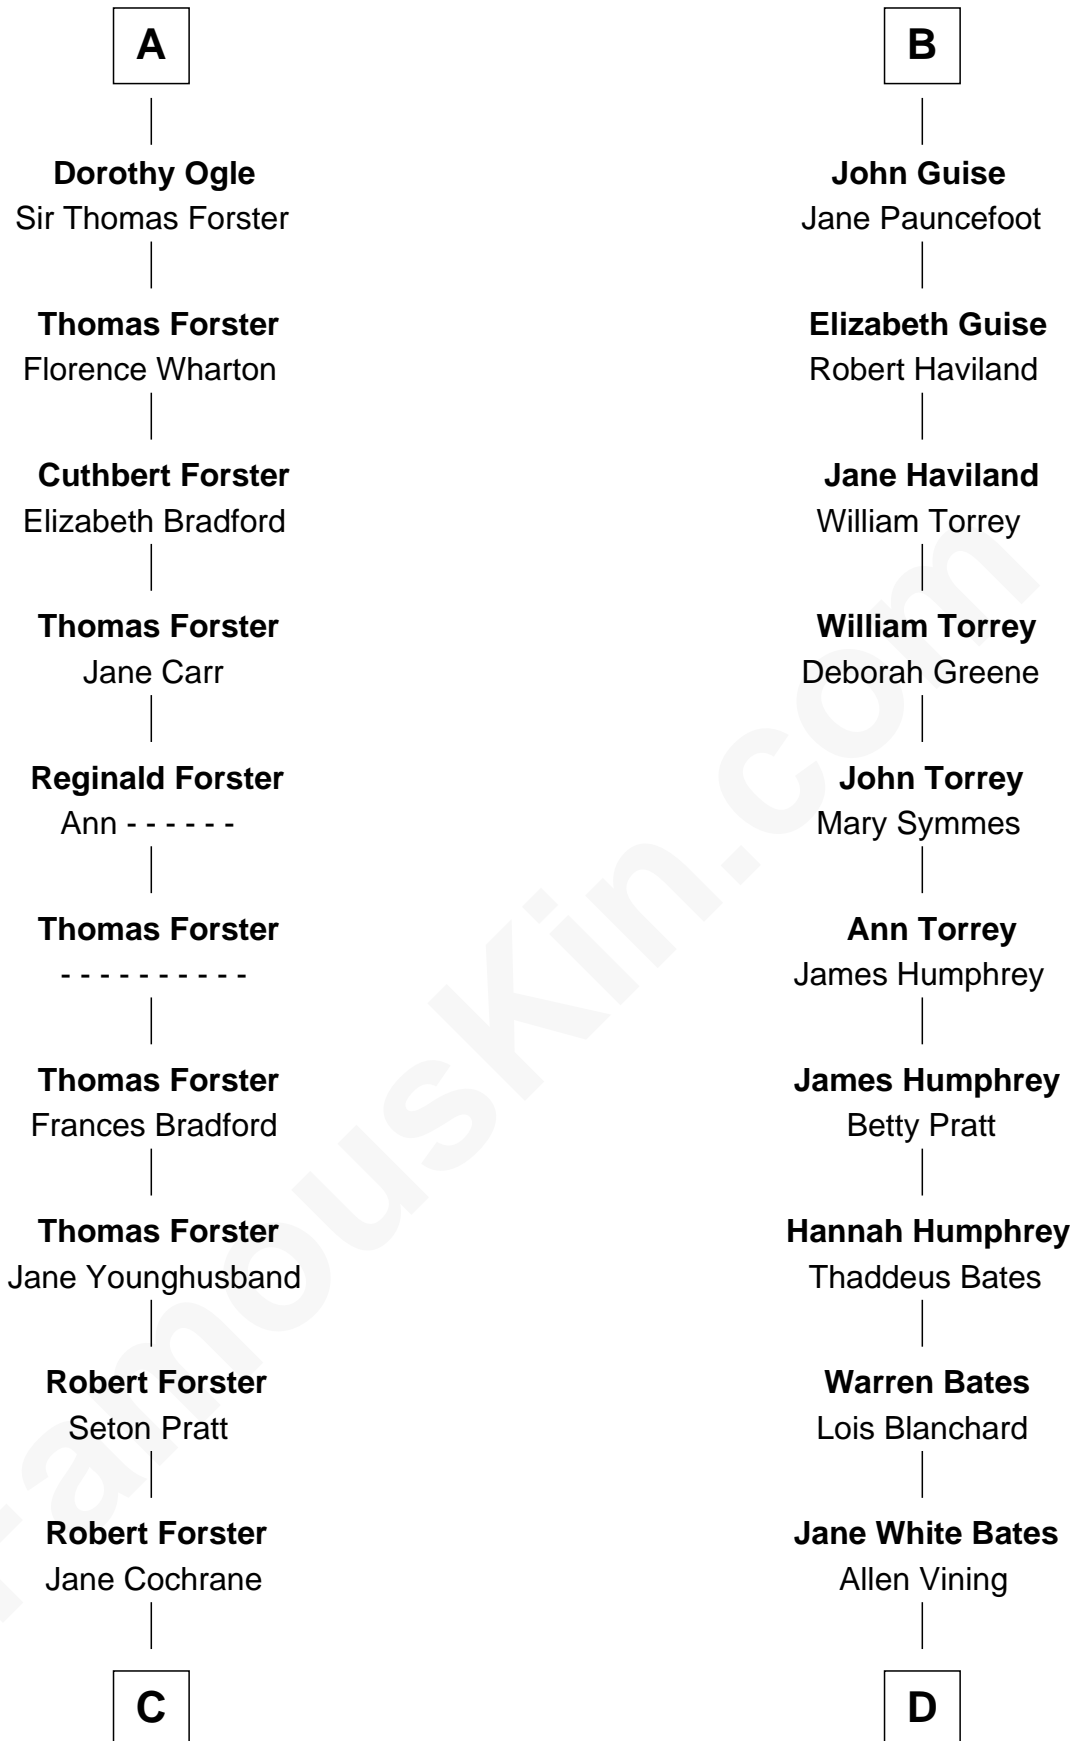 A
Dorothy Ogle
Sir Thomas Forster
Thomas Forster
Florence Wharton
Cuthbert Forster
Elizabeth Bradford
Thomas Forster
Jane Carr
Reginald Forster
Ann - - - - - -
Thomas Forster
- - - - - - - - - -
Thomas Forster
Frances Bradford
Thomas Forster
Jane Younghusband
Robert Forster
Seton Pratt
Robert Forster
Jane Cochrane
C
B
John Guise
Jane Pauncefoot
Elizabeth Guise
Robert Haviland
Jane Haviland
William Torrey
William Torrey
Deborah Greene
John Torrey
Mary Symmes
Ann Torrey
James Humphrey
James Humphrey
Betty Pratt
Hannah Humphrey
Thaddeus Bates
Warren Bates
Lois Blanchard
Jane White Bates
Allen Vining
D
FamousKin.com